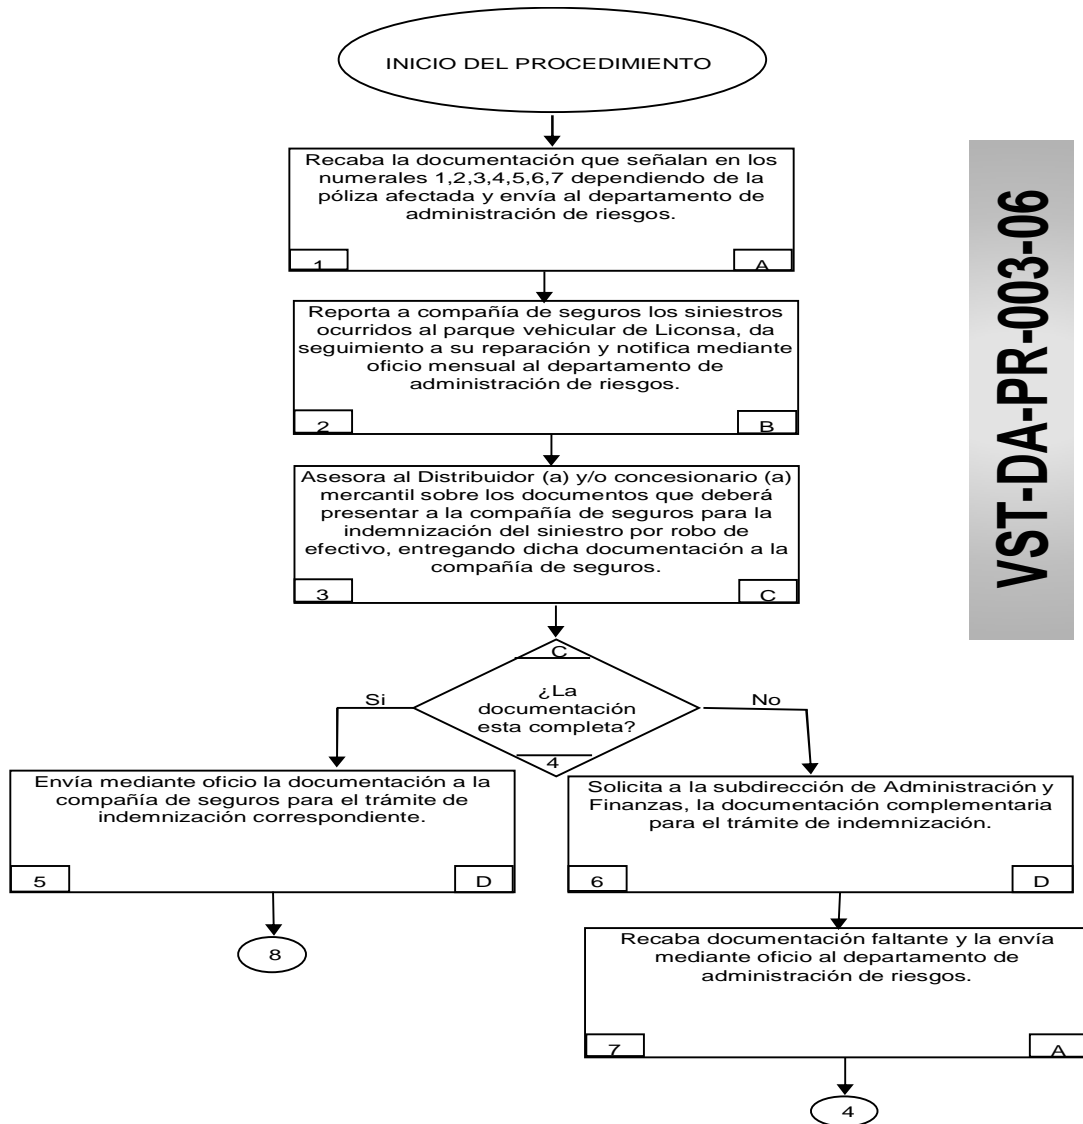 INICIO DEL PROCEDIMIENTO
Recaba la documentación que señalan en los
numerales 1,2,3,4,5,6,7 dependiendo de la
póliza afectada y envía al departamento de
administración de riesgos.
1
A
Reporta a compañía de seguros los siniestros
ocurridos al parque vehicular de Liconsa, da
seguimiento a su reparación y notifica mediante
oficio mensual al departamento de
administración de riesgos.
2
B
Asesora al Distribuidor (a) y/o concesionario (a)
mercantil sobre los documentos que deberá
presentar a la compañía de seguros para la
indemnización del siniestro por robo de
efectivo, entregando dicha documentación a la
compañía de seguros.
3
C
C
¿La
documentación
esta completa?
4
Si
No
Envía mediante oficio la documentación a la
compañía de seguros para el trámite de
indemnización correspondiente.
5
D
8
Solicita a la subdirección de Administración y
Finanzas, la documentación complementaria
para el trámite de indemnización.
6
D
Recaba documentación faltante y la envía
mediante oficio al departamento de
administración de riesgos.
7
A
4
VST-DA-PR-003-06